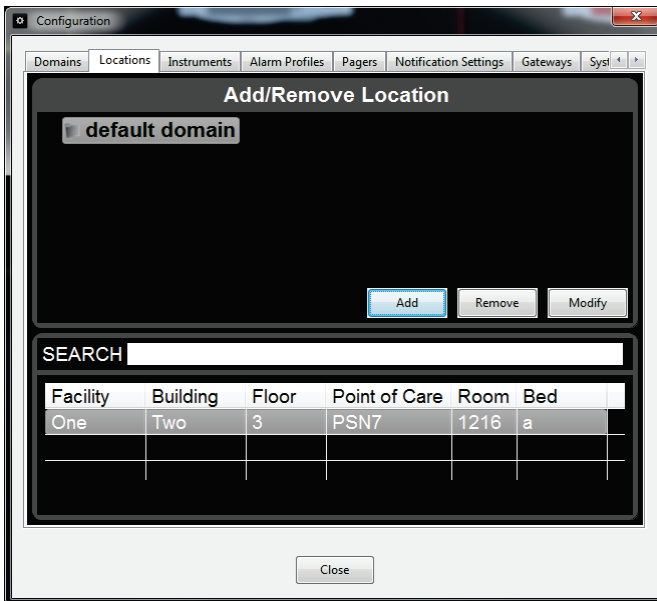 Configuration
Domains Locations Instruments Alarm Profiles Pagers Notification Settings Gateways Syst
Add/Remove Location
default domain
Add Remove Modify
SEARCH
Facility Building Floor Point of Care Room Bed
One Two 3 PSN7 1216 a
Close